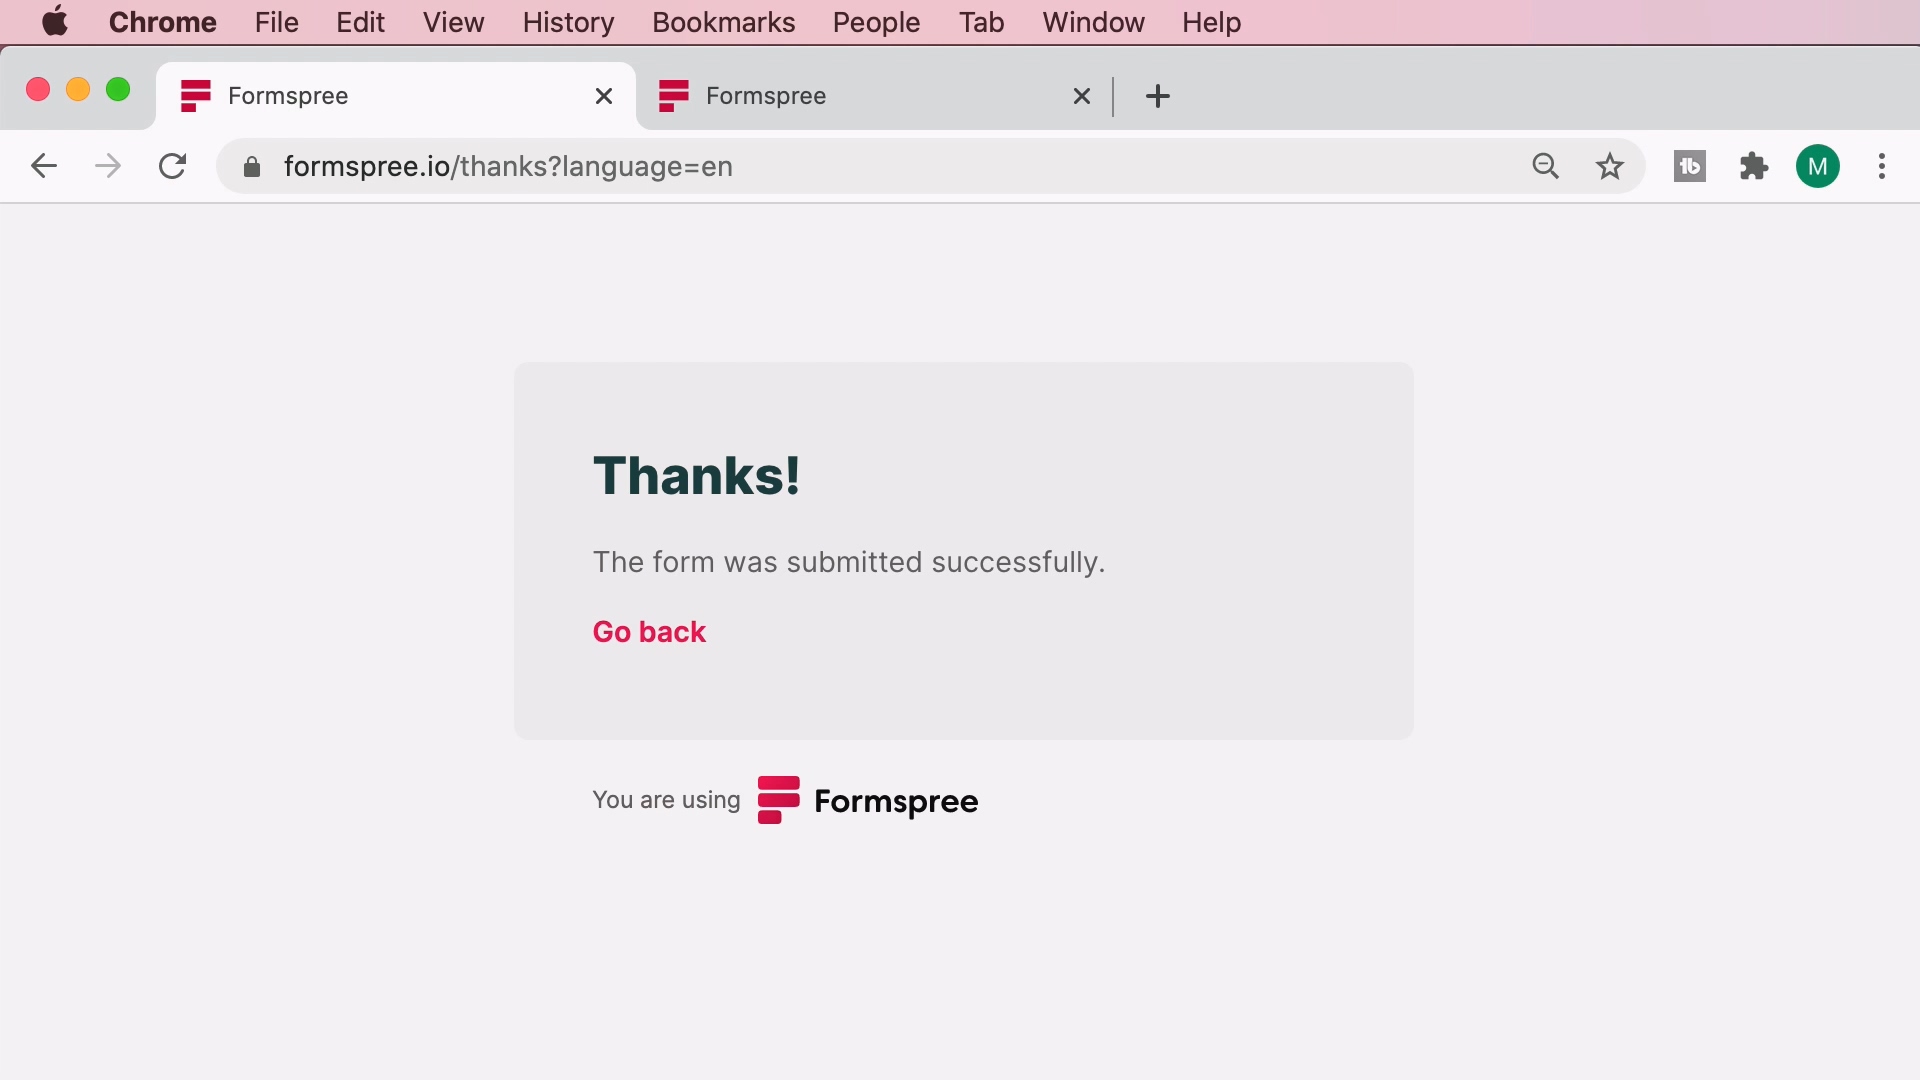 Chrome File Edit View History Bookmarks People Tab Window Help
Formspree Formspree
formspree.io/thanks?language=en
M
Thanks!
The form was submitted successfully.
Go back
You are using Formspree